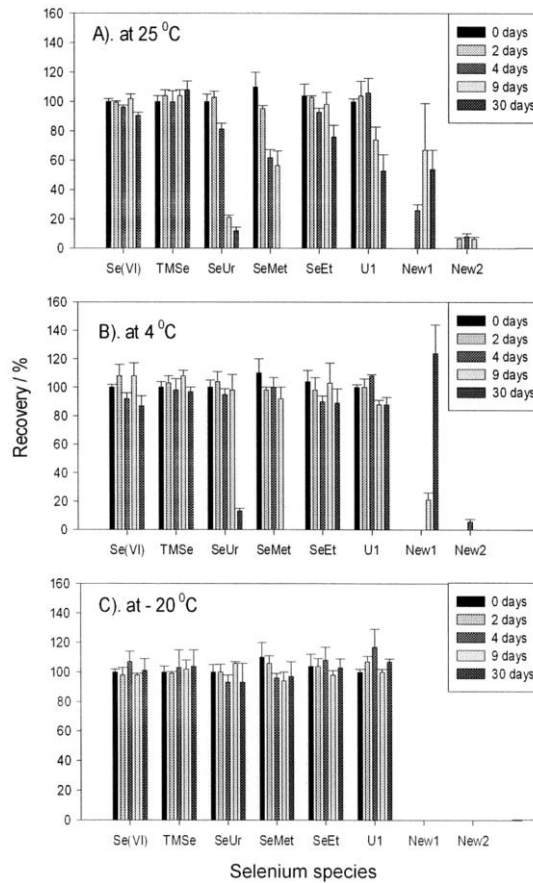 A). at 25 ⁰C
0 days
2 days
4 days
9 days
30 days
160
140
120
100
80
60
40
20
0
Se(VI) TMSe SeUr SeMet SeEt U1 New1 New2
B). at 4 ⁰C
0 days
2 days
4 days
9 days
30 days
160
140
120
100
80
60
40
20
0
Recovery / %
Se(VI) TMSe SeUr SeMet SeEt U1 New1 New2
C). at - 20 ⁰C
0 days
2 days
4 days
9 days
30 days
160
140
120
100
80
60
40
20
0
Se(VI) TMSe SeUr SeMet SeEt U1 New1 New2
Selenium species